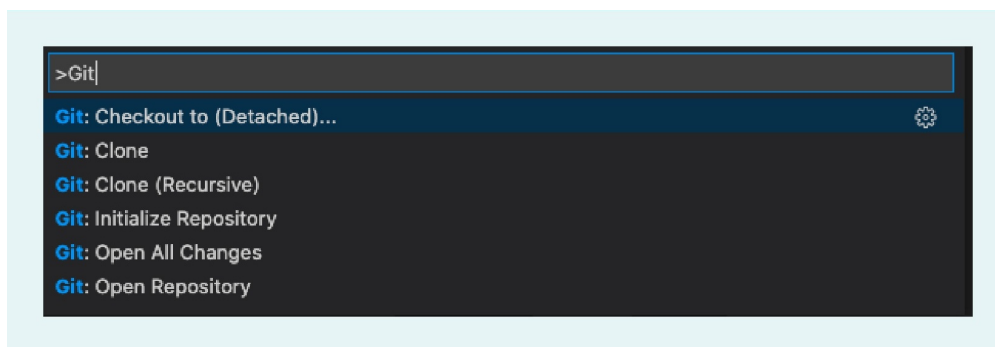 >Git
Git: Checkout to (Detached)...
Git: Clone
Git: Clone (Recursive)
Git: Initialize Repository
Git: Open All Changes
Git: Open Repository